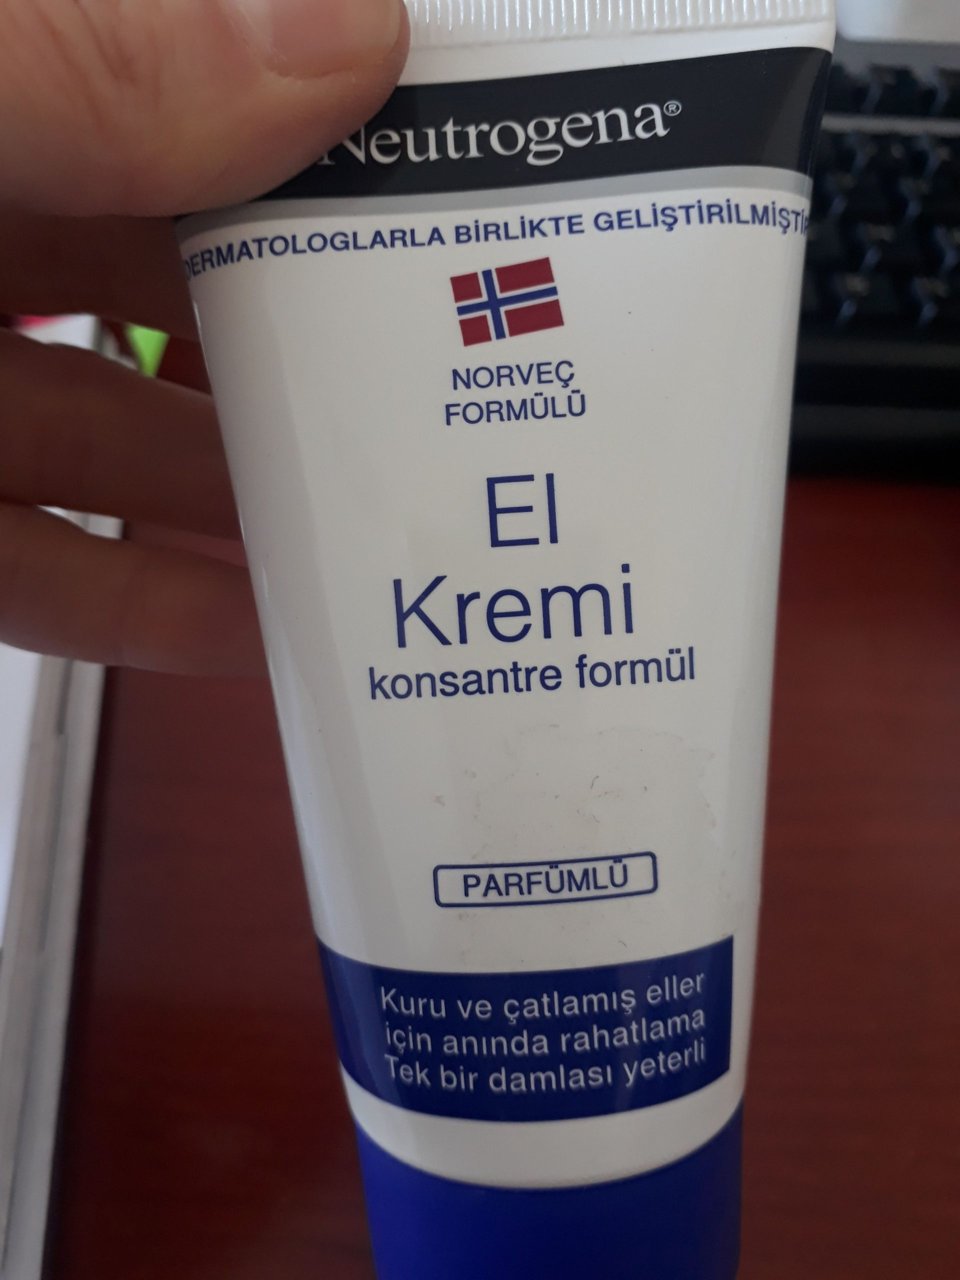 Neutrogena®
DERMATOLOGLARLA BİRLİKTE GELİŞTİRİLMİŞTİR
NORVEÇ
FORMÜLÜ
El
Kremi
konsantre formül
PARFÜMLÜ
Kuru ve çatlamış eller
için anında rahatlama
Tek bir damlası yeterli